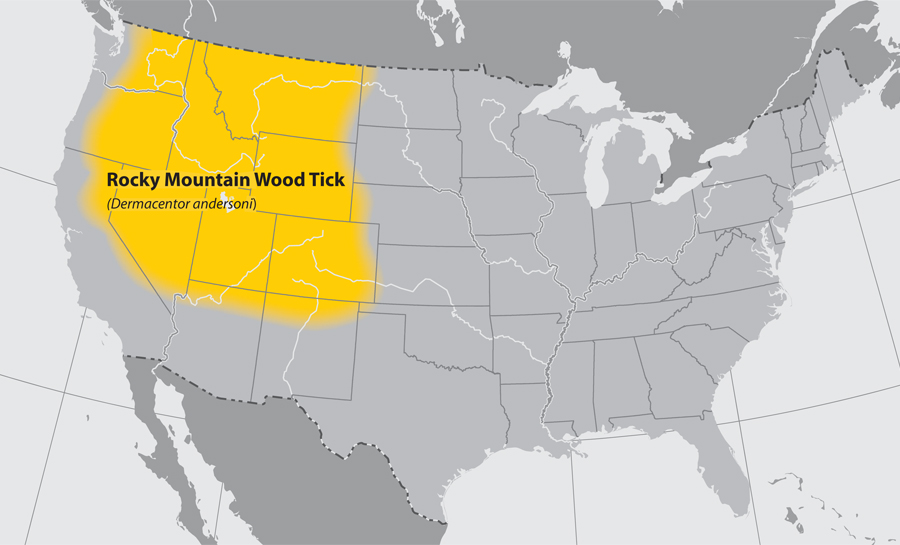 Rocky Mountain Wood Tick
(Dermacentor andersoni)